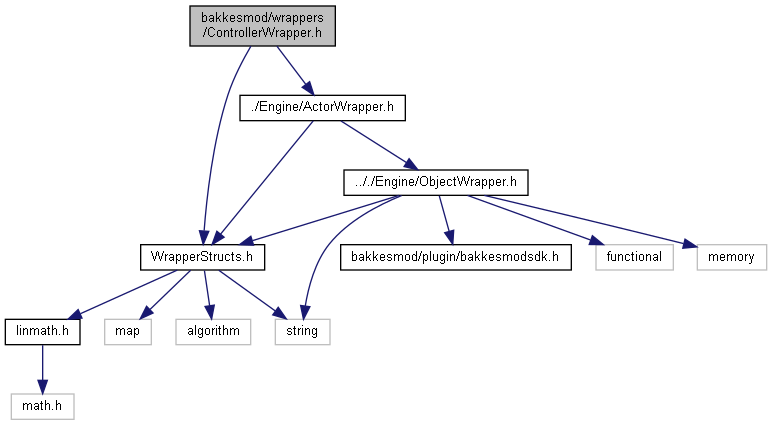 bakkesmod/wrappers
/ControllerWrapper.h
./Engine/ActorWrapper.h
.././Engine/ObjectWrapper.h
WrapperStructs.h
bakkesmod/plugin/bakkesmodsdk.h
functional
memory
linmath.h
map
algorithm
string
math.h